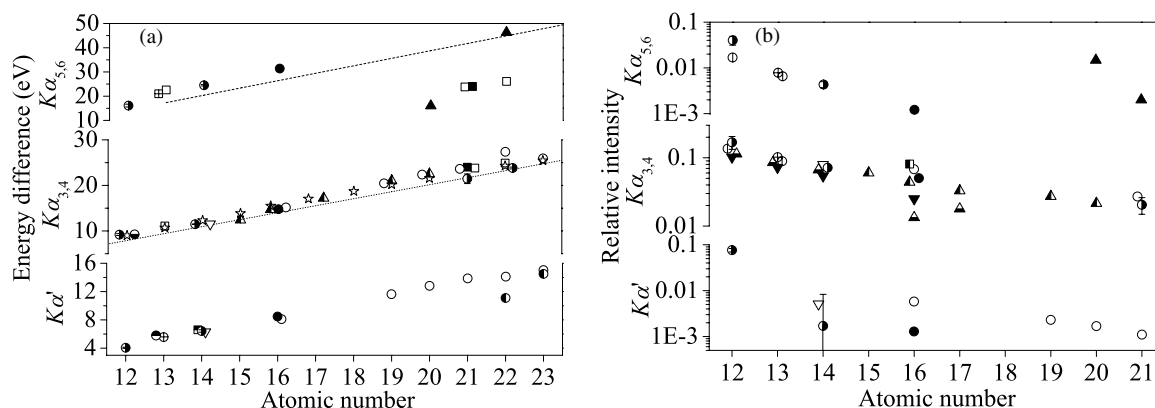 (a)
Energy difference (eV)
Kα5,6
50
40
30
20
10
Kα3,4
30
20
10
Kα'
16
12
8
4
12 13 14 15 16 17 18 19 20 21 22 23
Atomic number
(b)
Relative intensity
Kα5,6
0.1
0.01
1E-3
Kα3,4
0.1
0.01
Kα'
0.1
0.01
1E-3
12 13 14 15 16 17 18 19 20 21
Atomic number